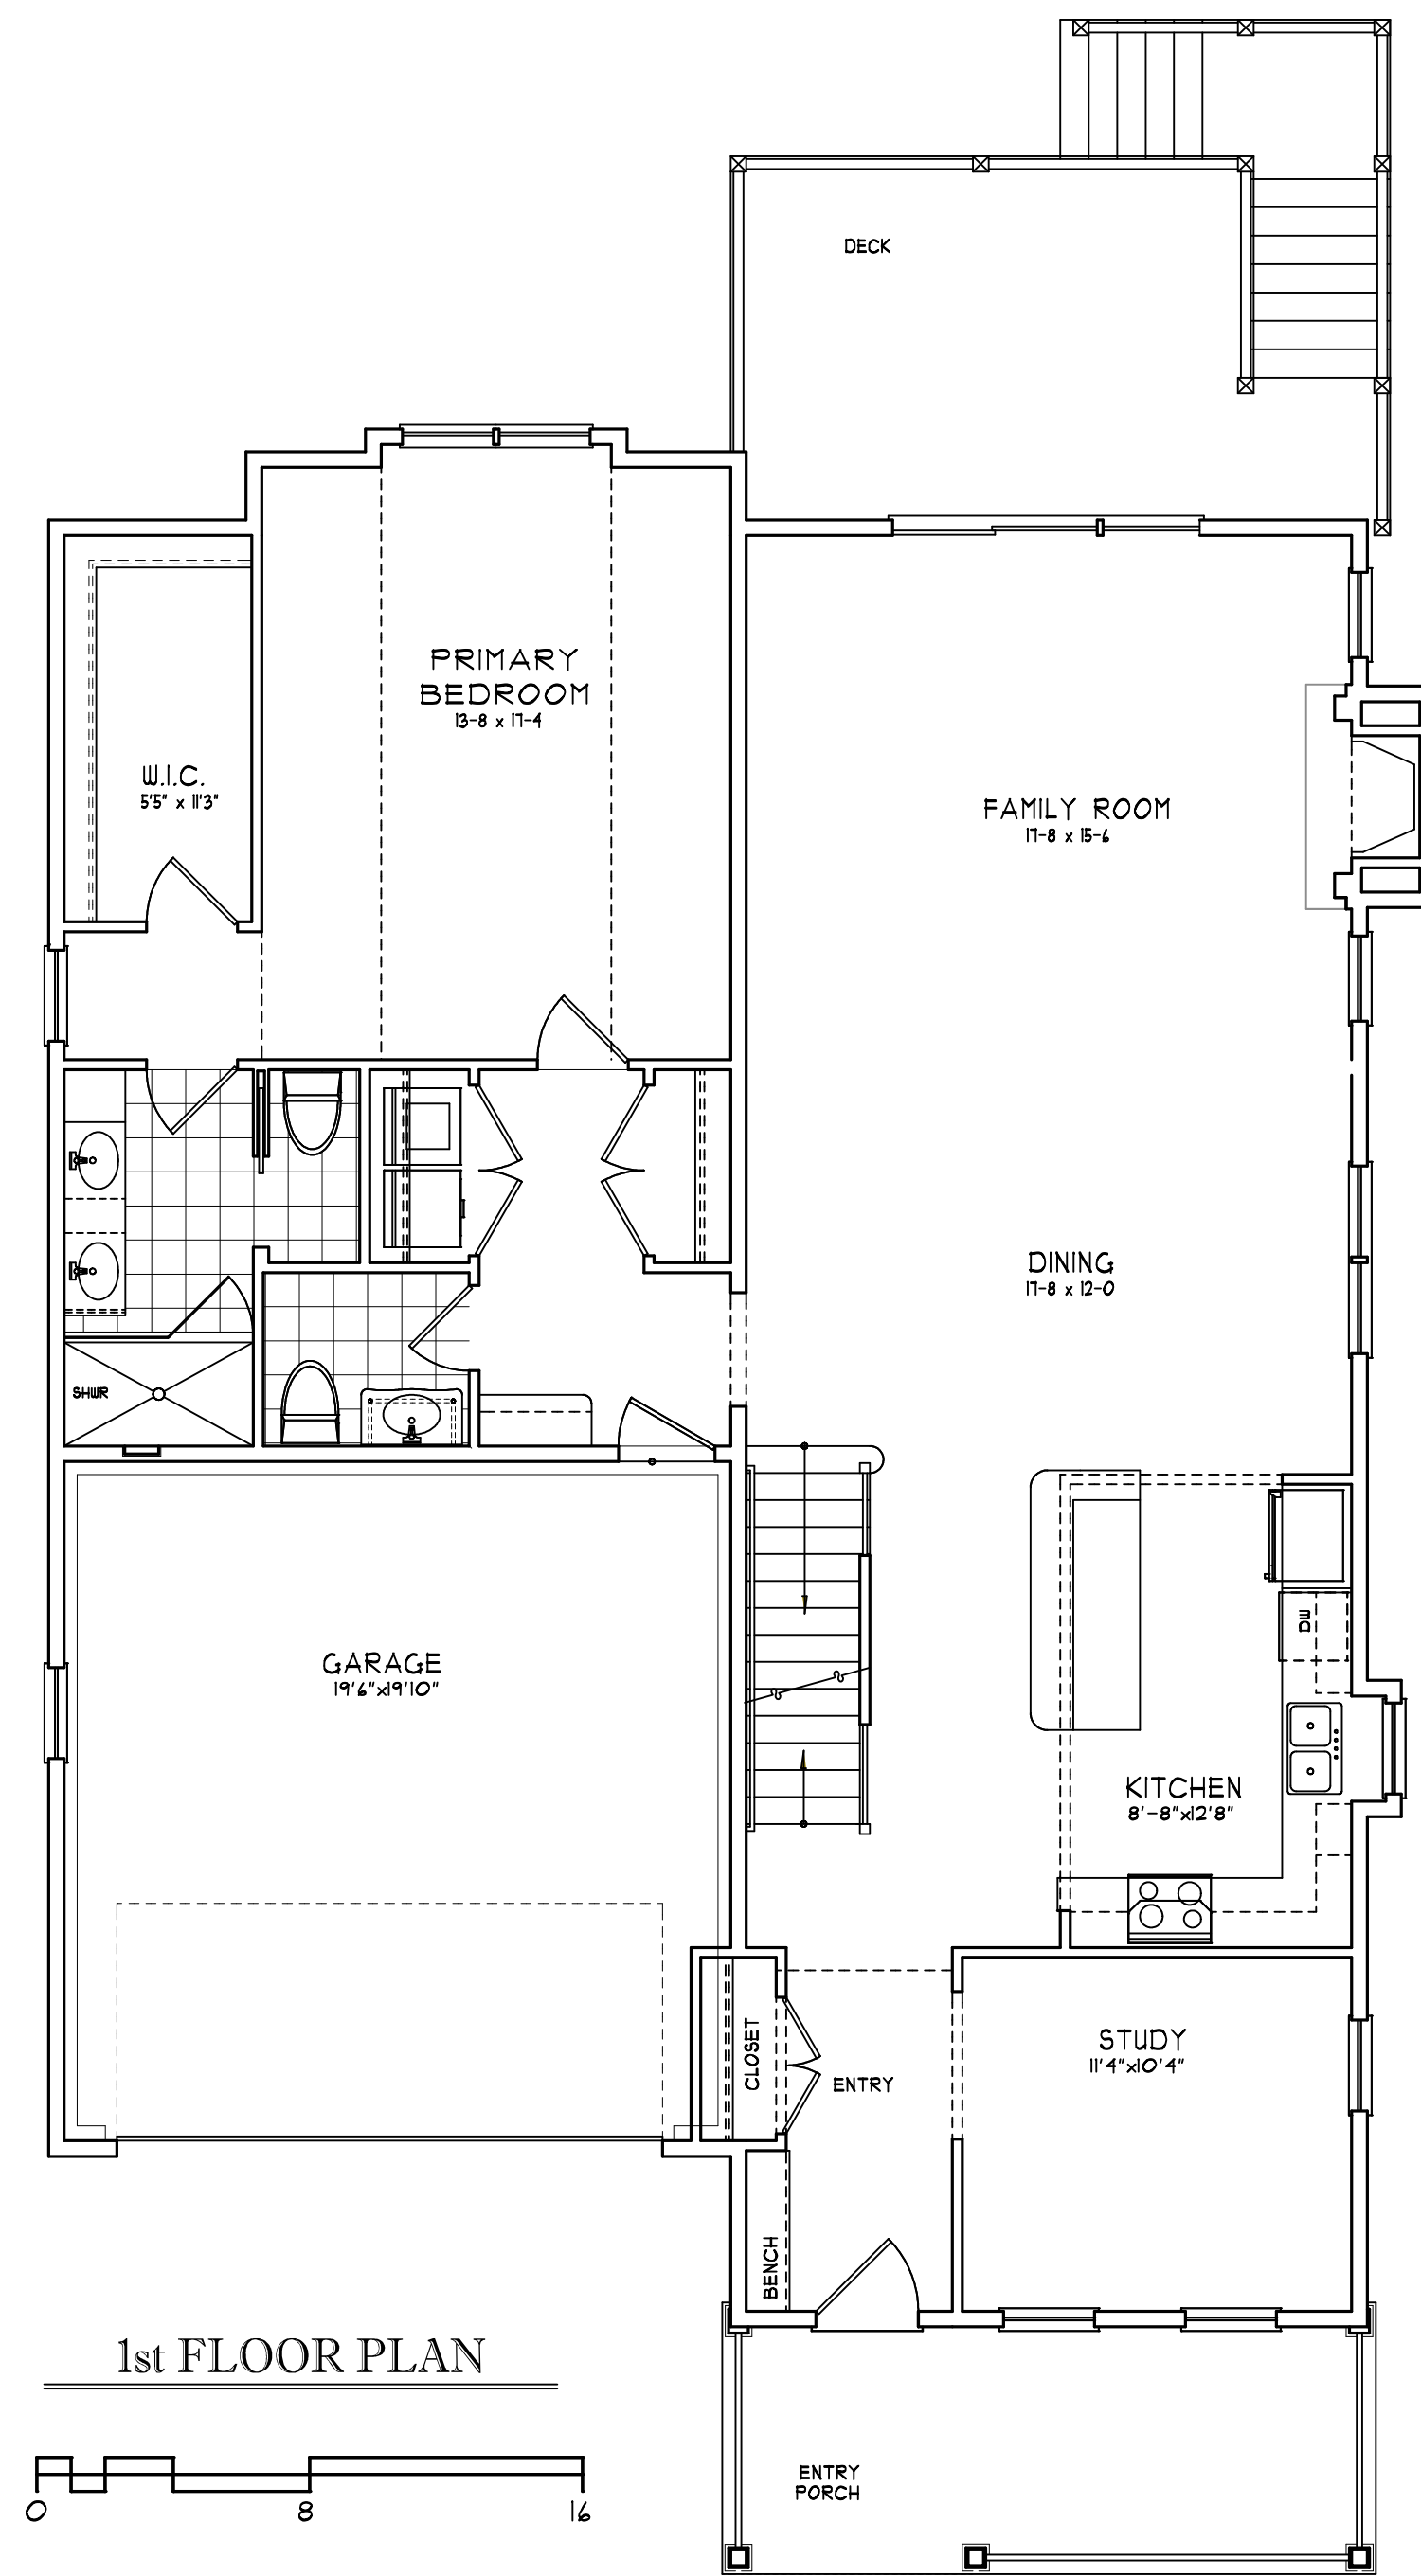 DECK
PRIMARY
BEDROOM
13-8 x 17-4
W.I.C.
5'5" x 11'3"
FAMILY ROOM
17-8 x 15-6
DINING
17-8 x 12-0
SHWR
GARAGE
19'6"x19'10"
DW
KITCHEN
8'-8"x12'8"
CLOSET
ENTRY
STUDY
11'4"x10'4"
BENCH
1st FLOOR PLAN
0 8 16
ENTRY
PORCH